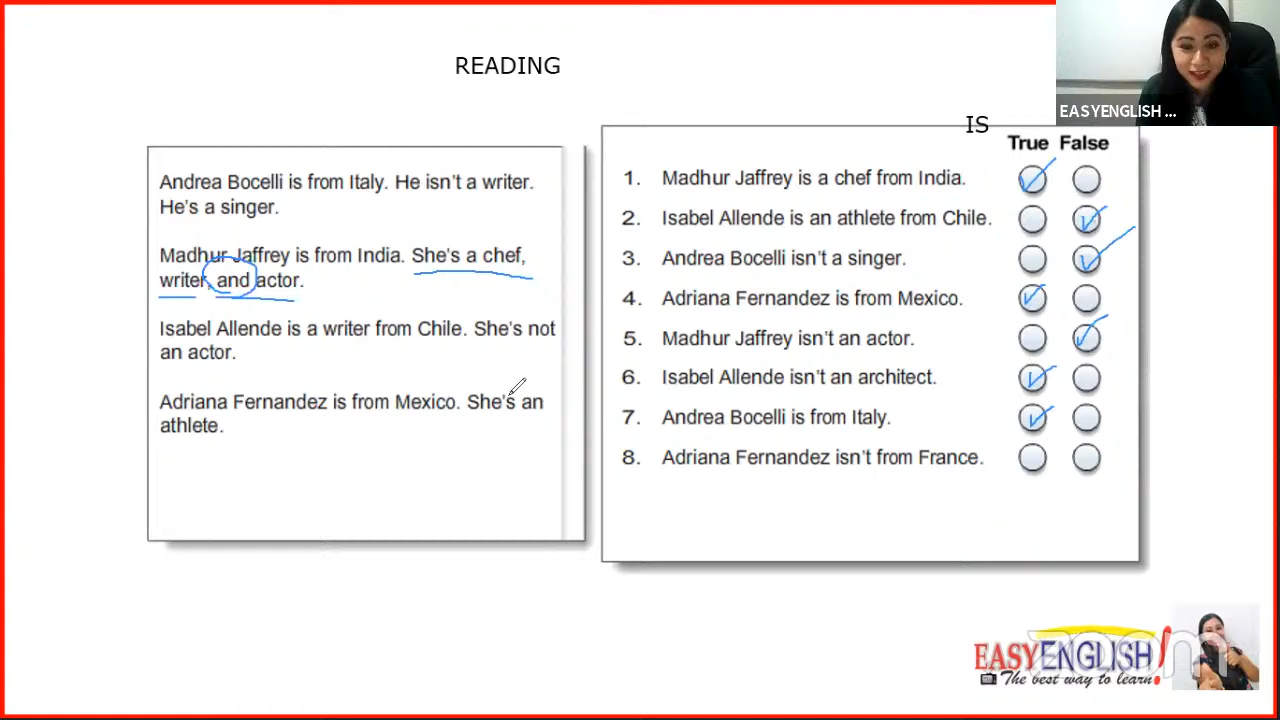 READING
EASYENGLISH ...
IS
True False
Andrea Bocelli is from Italy. He isn't a writer.
He's a singer.
Madhur Jaffrey is from India. She's a chef,
writer, and actor.
Isabel Allende is a writer from Chile. She's not
an actor.
Adriana Fernandez is from Mexico. She's an
athlete.
1. Madhur Jaffrey is a chef from India.
2. Isabel Allende is an athlete from Chile.
3. Andrea Bocelli isn't a singer.
4. Adriana Fernandez is from Mexico.
5. Madhur Jaffrey isn't an actor.
6. Isabel Allende isn't an architect.
7. Andrea Bocelli is from Italy.
8. Adriana Fernandez isn't from France.
zoom
EASYENGLISH!
The best way to learn!